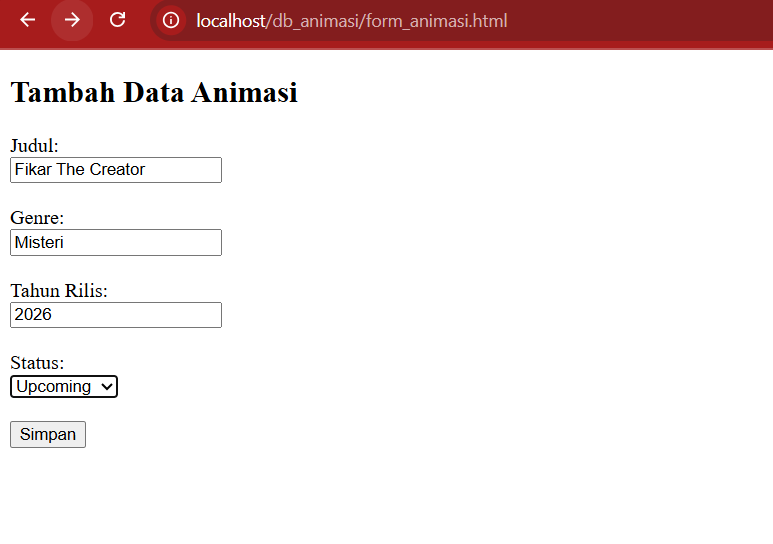 localhost/db_animasi/form_animasi.html
Tambah Data Animasi
Judul:
Fikar The Creator
Genre:
Misteri
Tahun Rilis:
2026
Status:
Upcoming
Simpan